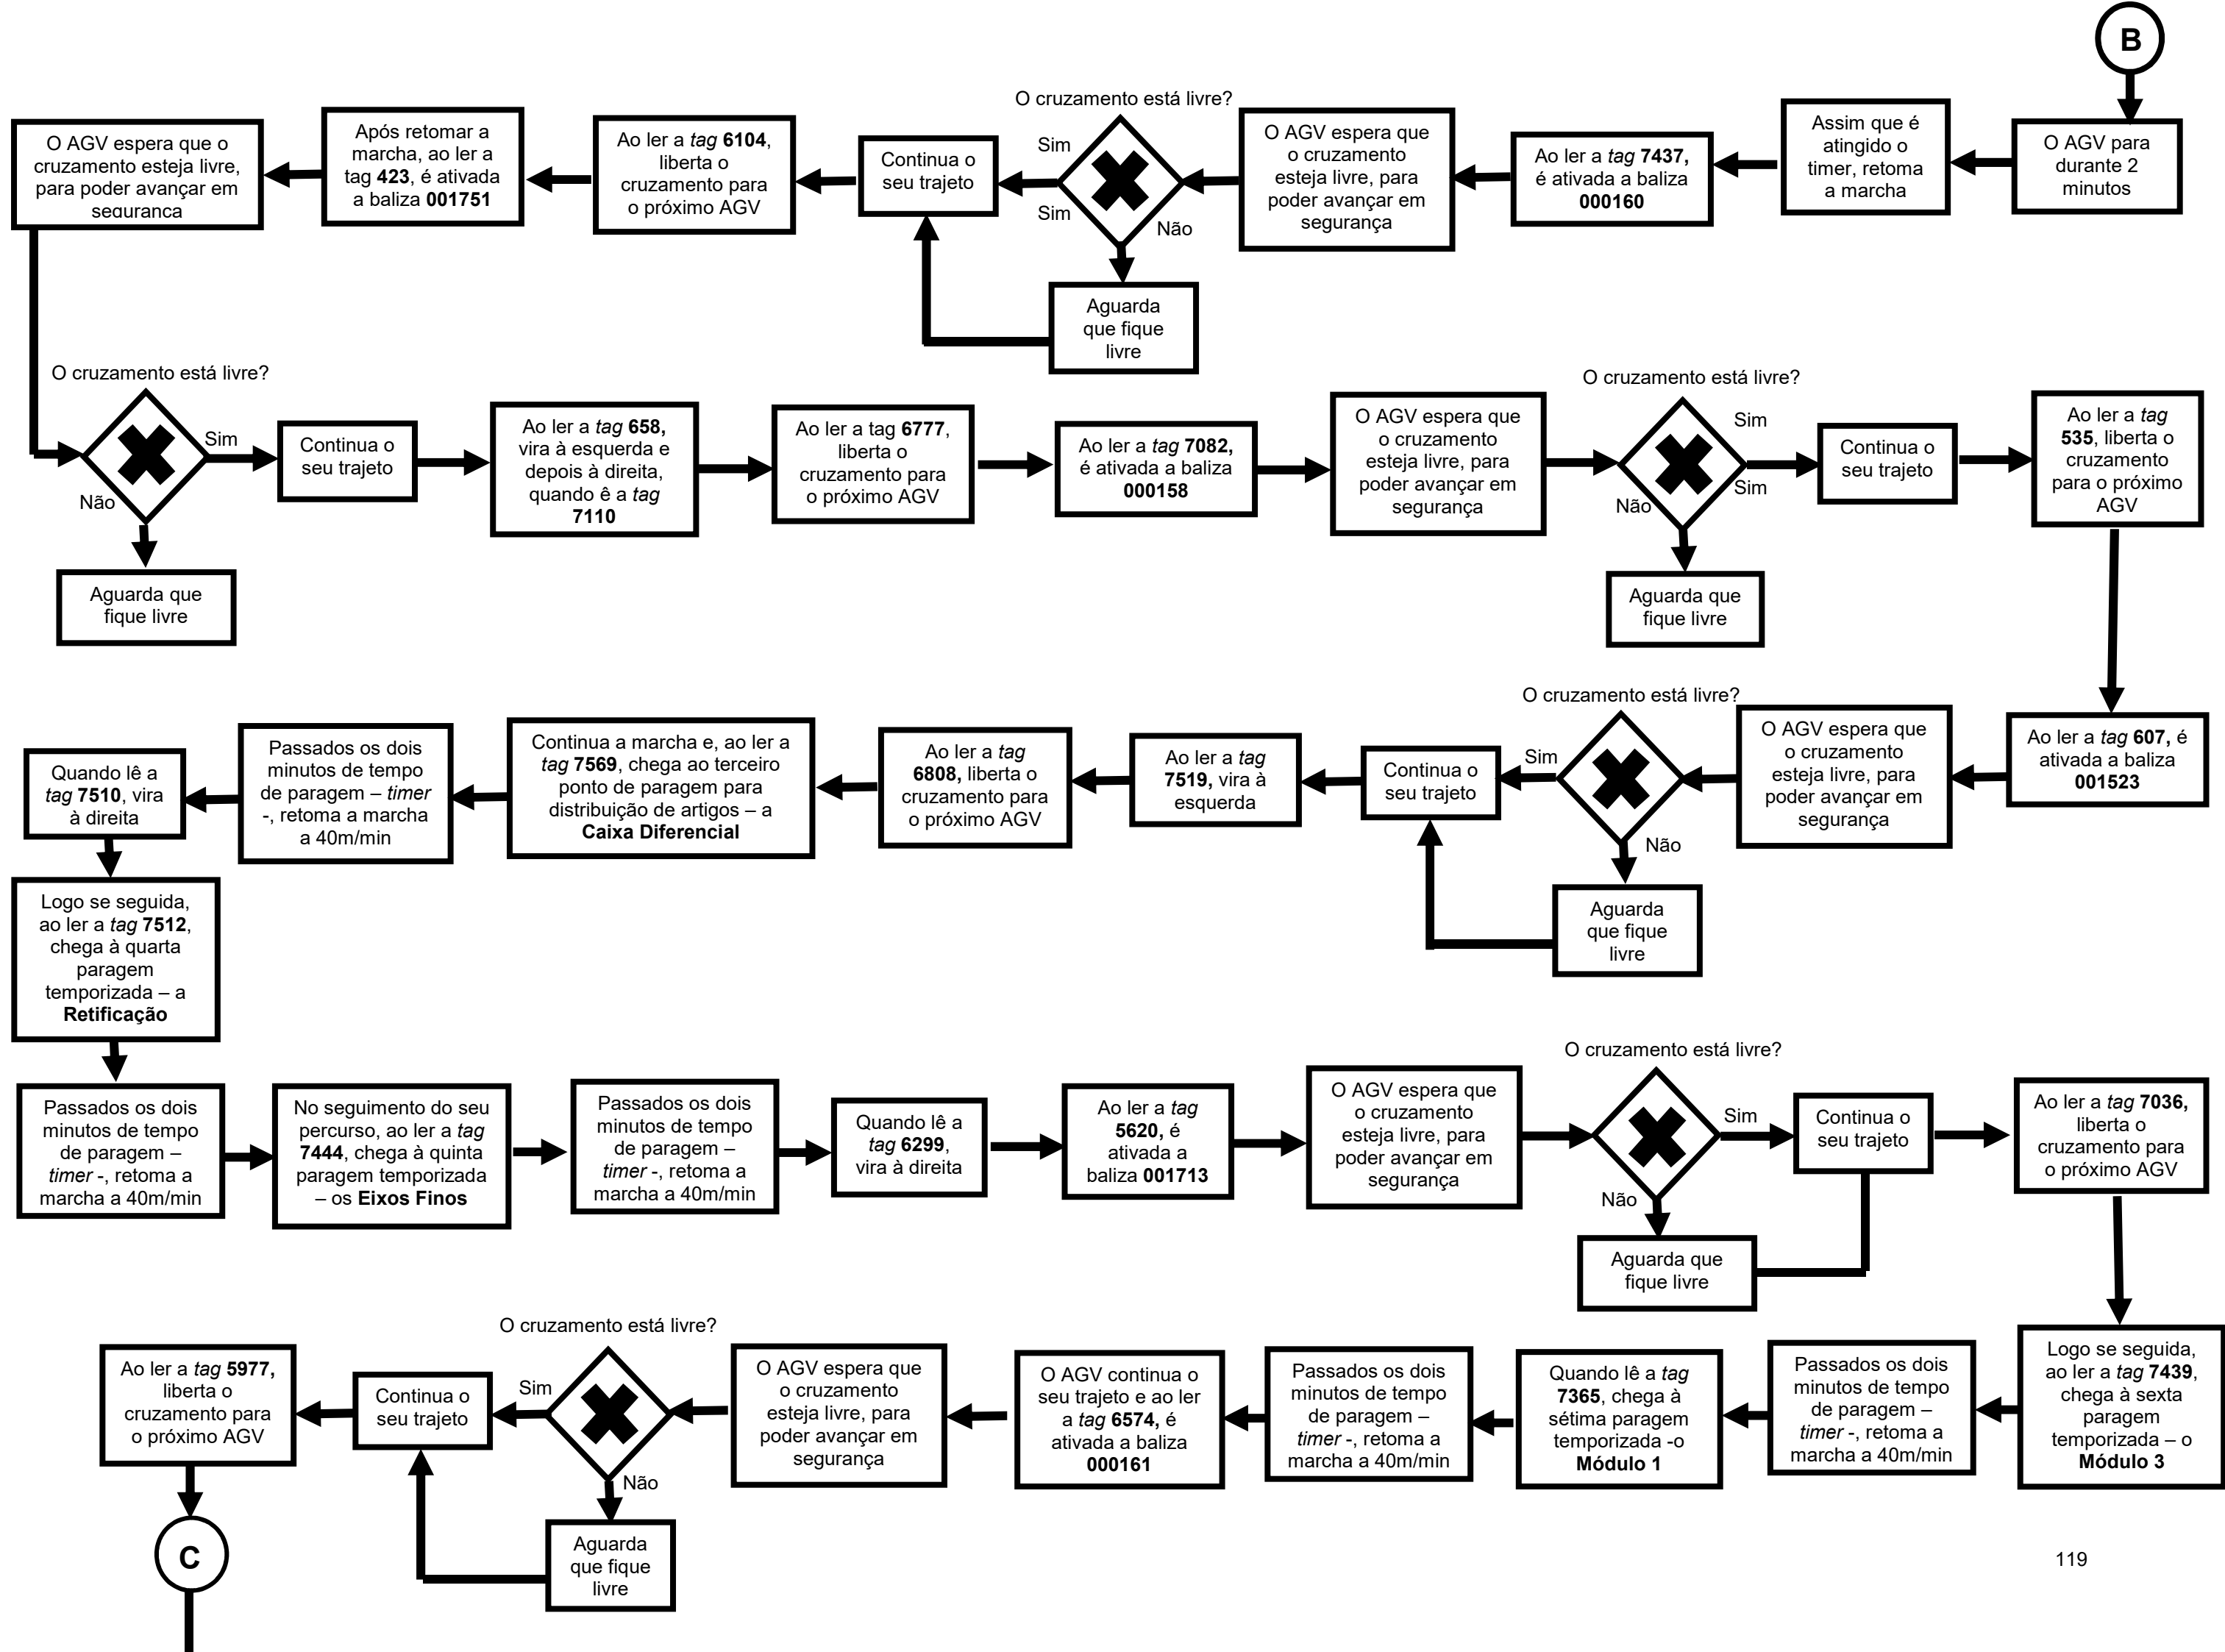 B
O AGV para
durante 2
minutos
Assim que é
atingido o
timer, retoma
a marcha
Ao ler a tag 7437,
é ativada a baliza
000160
O AGV espera que
o cruzamento
esteja livre, para
poder avançar em
segurança
O cruzamento está livre?
Sim
Sim
Não
Aguarda
que fique
livre
Continua o
seu trajeto
Ao ler a tag 6104,
liberta o
cruzamento para
o próximo AGV
Após retomar a
marcha, ao ler a
tag 423, é ativada
a baliza 001751
O AGV espera que o
cruzamento esteja livre,
para poder avançar em
segurança
O cruzamento está livre?
Sim
Não
Aguarda que
fique livre
Continua o
seu trajeto
Ao ler a tag 658,
vira à esquerda e
depois à direita,
quando ê a tag
7110
Ao ler a tag 6777,
liberta o
cruzamento para
o próximo AGV
Ao ler a tag 7082,
é ativada a baliza
000158
O AGV espera que
o cruzamento
esteja livre, para
poder avançar em
segurança
O cruzamento está livre?
Sim
Sim
Não
Aguarda que
fique livre
Continua o
seu trajeto
Ao ler a tag
535, liberta o
cruzamento
para o próximo
AGV
Ao ler a tag 607, é
ativada a baliza
001523
O AGV espera que
o cruzamento
esteja livre, para
poder avançar em
segurança
O cruzamento está livre?
Sim
Não
Aguarda
que fique
livre
Continua o
seu trajeto
Ao ler a tag
7519, vira à
esquerda
Ao ler a tag
6808, liberta o
cruzamento para
o próximo AGV
Continua a marcha e, ao ler a
tag 7569, chega ao terceiro
ponto de paragem para
distribuição de artigos – a
Caixa Diferencial
Passados os dois
minutos de tempo
de paragem – timer
-, retoma a marcha
a 40m/min
Quando lê a
tag 7510, vira
à direita
Logo se seguida,
ao ler a tag 7512,
chega à quarta
paragem
temporizada – a
Retificação
Passados os dois
minutos de tempo
de paragem –
timer -, retoma a
marcha a 40m/min
No seguimento do seu
percurso, ao ler a tag
7444, chega à quinta
paragem temporizada
– os Eixos Finos
Passados os dois
minutos de tempo
de paragem –
timer -, retoma a
marcha a 40m/min
Quando lê a
tag 6299,
vira à direita
Ao ler a tag
5620, é
ativada a
baliza 001713
O AGV espera que
o cruzamento
esteja livre, para
poder avançar em
segurança
O cruzamento está livre?
Sim
Não
Aguarda que
fique livre
Continua o
seu trajeto
Ao ler a tag 7036,
liberta o
cruzamento para
o próximo AGV
Logo se seguida,
ao ler a tag 7439,
chega à sexta
paragem
temporizada – o
Módulo 3
Passados os dois
minutos de tempo
de paragem –
timer -, retoma a
marcha a 40m/min
Quando lê a tag
7365, chega à
sétima paragem
temporizada -o
Módulo 1
Passados os dois
minutos de tempo
de paragem –
timer -, retoma a
marcha a 40m/min
O AGV continua o
seu trajeto e ao ler
a tag 6574, é
ativada a baliza
000161
O AGV espera que
o cruzamento
esteja livre, para
poder avançar em
segurança
O cruzamento está livre?
Sim
Não
Aguarda
que fique
livre
Continua o
seu trajeto
Ao ler a tag 5977,
liberta o
cruzamento para
o próximo AGV
C
119